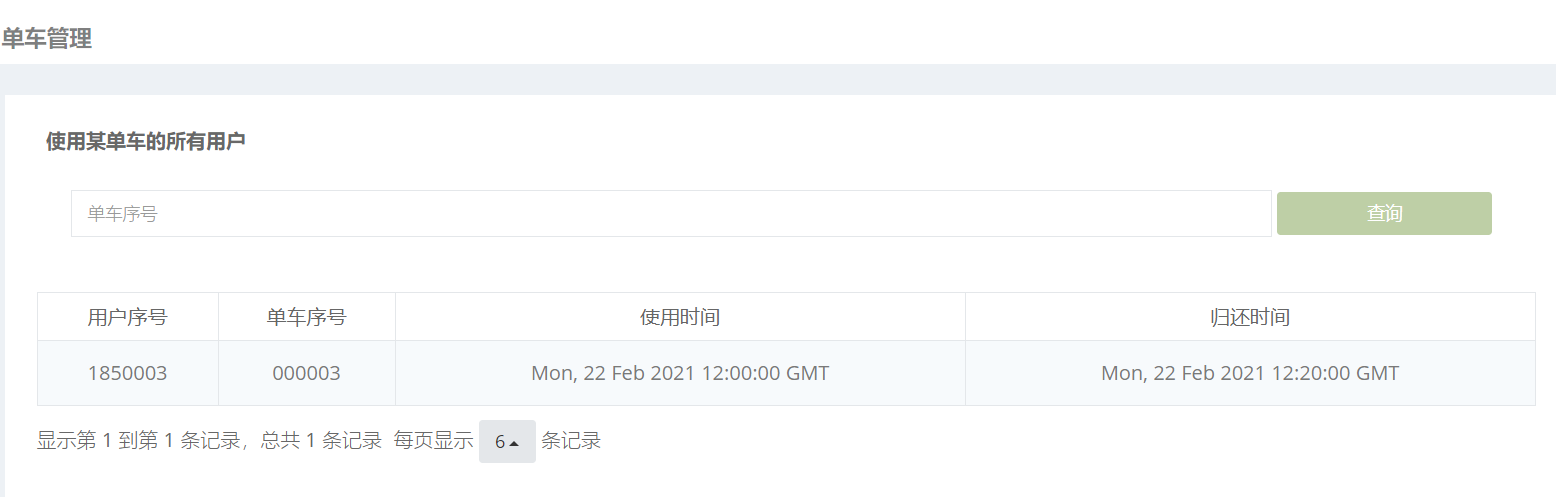 单车管理
使用某单车的所有用户
单车序号
查询
用户序号 单车序号 使用时间 归还时间
1850003 000003 Mon, 22 Feb 2021 12:00:00 GMT Mon, 22 Feb 2021 12:20:00 GMT
显示第 1 到第 1 条记录，总共 1 条记录 每页显示 6 条记录